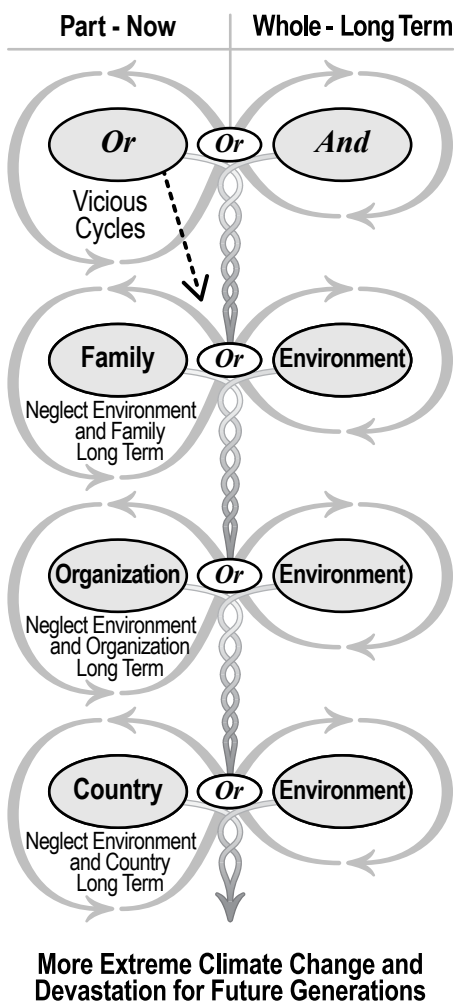 Part - Now Whole - Long Term
Or Or And
Vicious
Cycles
Family Or Environment
Neglect Environment
and Family
Long Term
Organization Or Environment
Neglect Environment
and Organization
Long Term
Country Or Environment
Neglect Environment
and Country
Long Term
More Extreme Climate Change and
Devastation for Future Generations